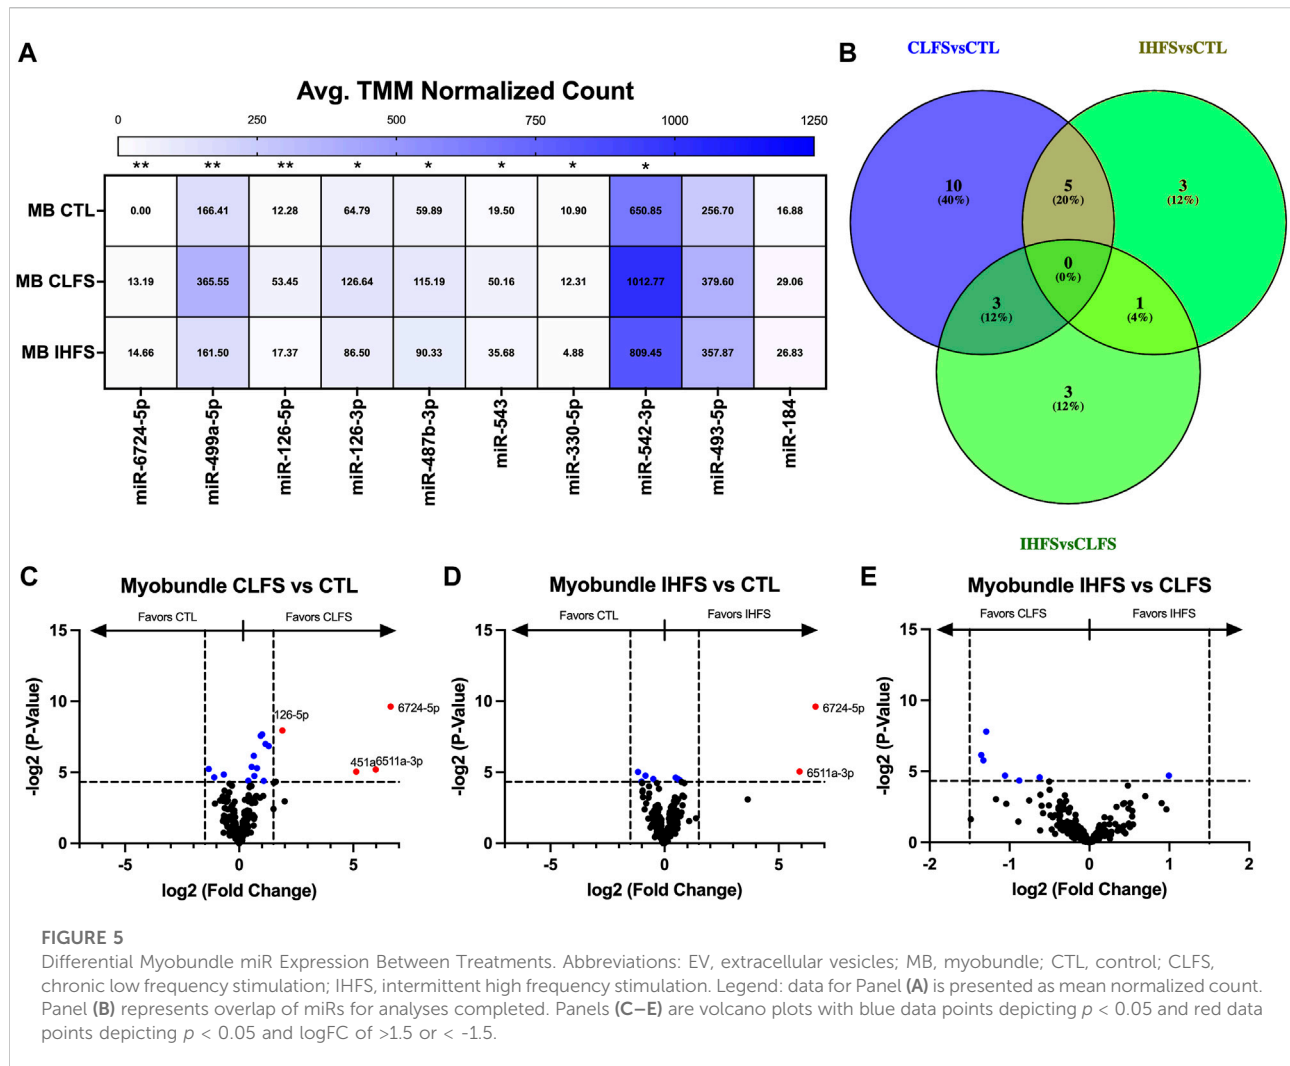 A
Avg. TMM Normalized Count
0 250 500 750 1000 1250
** ** ** * * * * *
MB CTL 0.00 166.41 12.28 64.79 59.89 19.50 10.90 650.85 256.70 16.88
MB CLFS 13.19 365.55 53.45 126.64 115.19 50.16 12.31 1012.77 379.60 29.06
MB IHFS 14.66 161.50 17.37 86.50 90.33 35.68 4.88 809.45 357.87 26.83
miR-6724-5p
miR-499a-5p
miR-126-5p
miR-126-3p
miR-487b-3p
miR-543
miR-330-5p
miR-542-3p
miR-493-5p
miR-184
B
CLFSvsCTL
IHFSvsCTL
10
(40%)
5
(20%)
3
(12%)
0
(0%)
3
(12%)
1
(4%)
3
(12%)
IHFSvsCLFS
C
Myobundle CLFS vs CTL
Favors CTL
Favors CLFS
15
10
5
0
-log2 (P-Value)
126-5p
6724-5p
451a
6511a-3p
-5 0 5
log2 (Fold Change)
D
Myobundle IHFS vs CTL
Favors CTL
Favors IHFS
15
10
5
0
-log2 (P-Value)
6724-5p
6511a-3p
-5 0 5
log2 (Fold Change)
E
Myobundle IHFS vs CLFS
Favors CLFS
Favors IHFS
15
10
5
0
-log2 (P-Value)
-2 -1 0 1 2
log2 (Fold Change)
FIGURE 5
Differential Myobundle miR Expression Between Treatments. Abbreviations: EV, extracellular vesicles; MB, myobundle; CTL, control; CLFS,
chronic low frequency stimulation; IHFS, intermittent high frequency stimulation. Legend: data for Panel (A) is presented as mean normalized count.
Panel (B) represents overlap of miRs for analyses completed. Panels (C–E) are volcano plots with blue data points depicting p < 0.05 and red data
points depicting p < 0.05 and logFC of >1.5 or < -1.5.